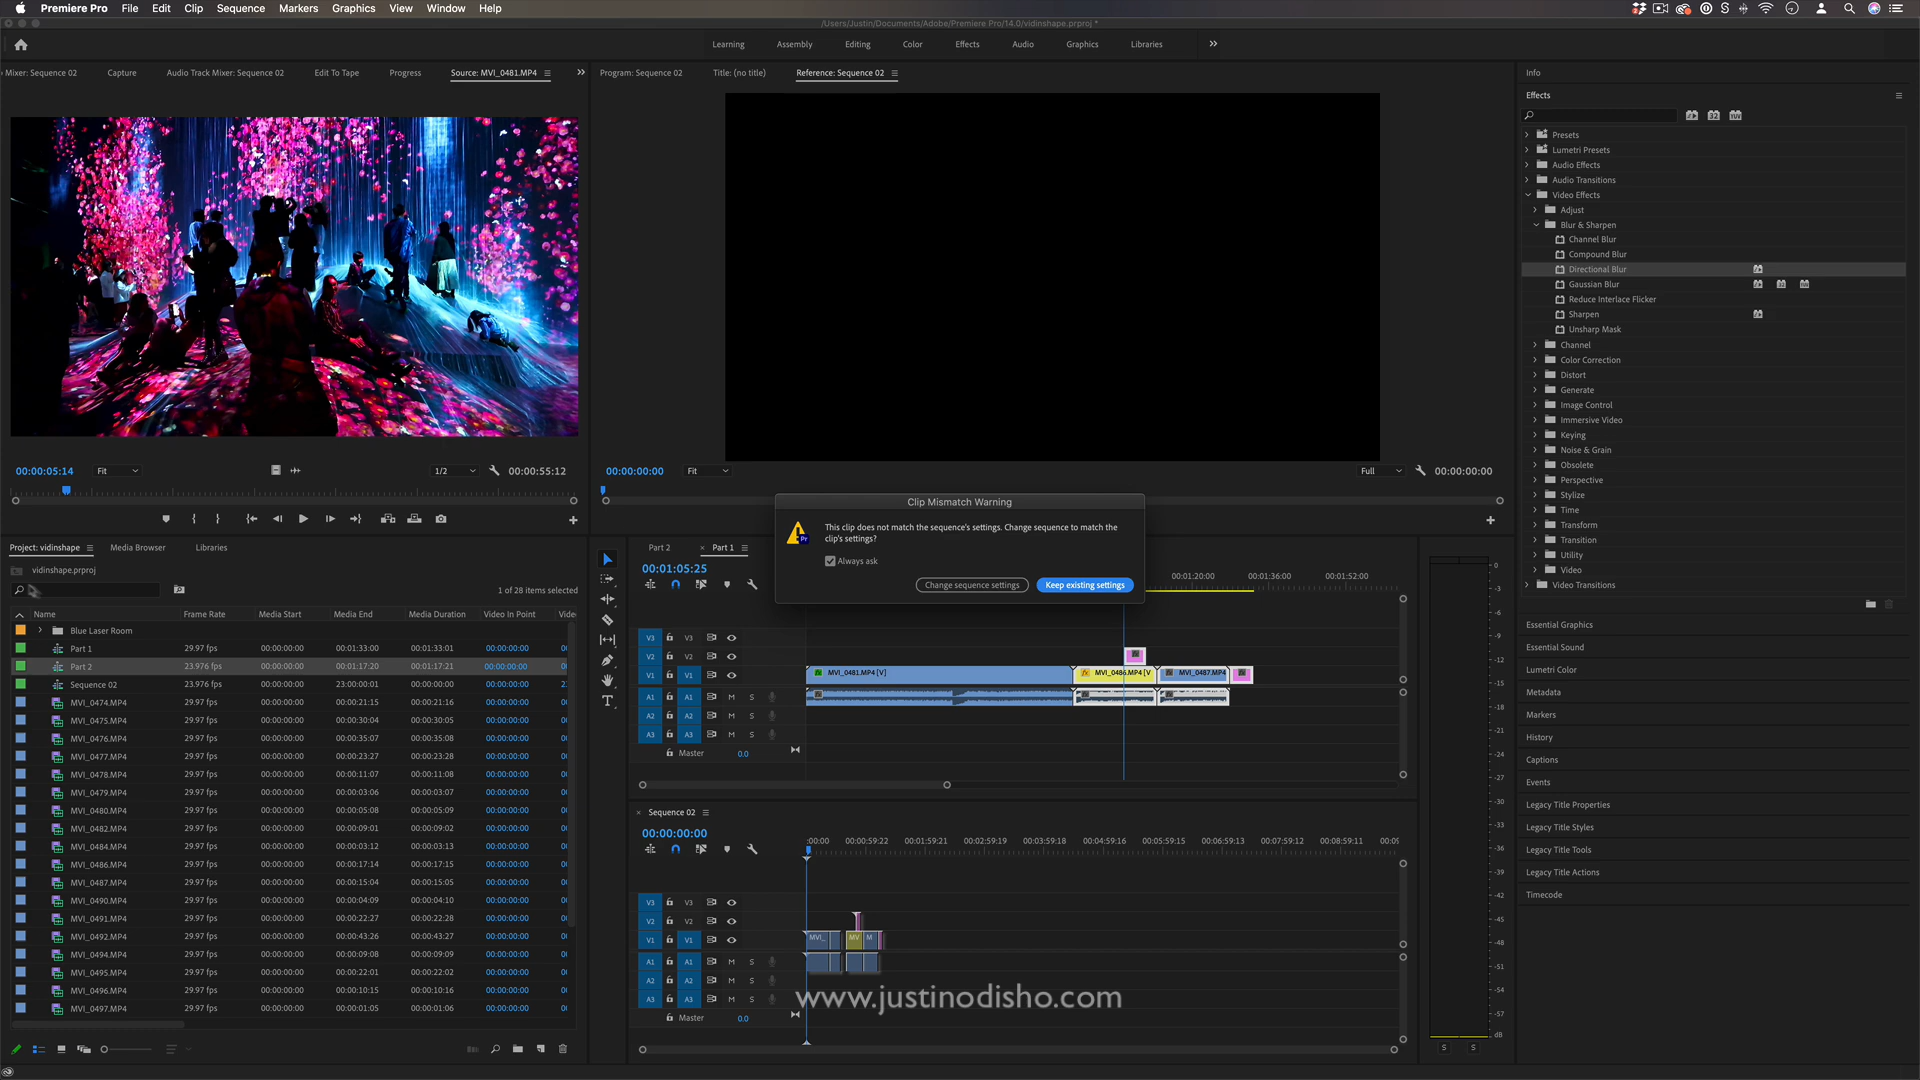 Premiere Pro File Edit Clip Sequence Markers Graphics View Window Help
/Users/Justin/Documents/Adobe/Premiere Pro/14.0/vidinshape.prproj *
Learning Assembly Editing Color Effects Audio Graphics Libraries
Mixer: Sequence 02 Capture Audio Track Mixer: Sequence 02 Edit To Tape Progress Source: MVI_0481.MP4
Program: Sequence 02 Title: (no title) Reference: Sequence 02
Info
Effects
Presets
Lumetri Presets
Audio Effects
Audio Transitions
Video Effects
Adjust
Blur & Sharpen
Channel Blur
Compound Blur
Directional Blur
Gaussian Blur
Reduce Interlace Flicker
Sharpen
Unsharp Mask
Channel
Color Correction
Distort
Generate
Image Control
Immersive Video
Keying
Noise & Grain
Obsolete
Perspective
Stylize
Time
Transform
Transition
Utility
Video
Video Transitions
Essential Graphics
Essential Sound
Lumetri Color
Metadata
Markers
History
Captions
Events
Legacy Title Properties
Legacy Title Styles
Legacy Title Tools
Legacy Title Actions
Timecode
00:00:05:14 Fit 1/2 00:00:55:12
00:00:00:00 Fit Full 00:00:00:00
Clip Mismatch Warning
This clip does not match the sequence's settings. Change sequence to match the
clip's settings?
Always ask
Change sequence settings Keep existing settings
Project: vidinshape Media Browser Libraries
vidinshape.prproj
1 of 28 items selected
Name Frame Rate Media Start Media End Media Duration Video In Point
Blue Laser Room
Part 1 29.97 fps 00:00:00:00 00:01:33:00 00:01:33:01 00:00:00:00
Part 2 23.976 fps 00:00:00:00 00:01:17:20 00:01:17:21 00:00:00:00
Sequence 02 23.976 fps 00:00:00:00 23:00:00:01 00:00:00:00 00:00:00:00
MVI_0474.MP4 29.97 fps 00:00:00:00 00:00:21:15 00:00:21:16 00:00:00:00
MVI_0475.MP4 29.97 fps 00:00:00:00 00:00:30:04 00:00:30:05 00:00:00:00
MVI_0476.MP4 29.97 fps 00:00:00:00 00:00:35:07 00:00:35:08 00:00:00:00
MVI_0477.MP4 29.97 fps 00:00:00:00 00:00:23:27 00:00:23:28 00:00:00:00
MVI_0478.MP4 29.97 fps 00:00:00:00 00:00:11:07 00:00:11:08 00:00:00:00
MVI_0479.MP4 29.97 fps 00:00:00:00 00:00:03:06 00:00:03:07 00:00:00:00
MVI_0480.MP4 29.97 fps 00:00:00:00 00:00:05:08 00:00:05:09 00:00:00:00
MVI_0482.MP4 29.97 fps 00:00:00:00 00:00:09:01 00:00:09:02 00:00:00:00
MVI_0484.MP4 29.97 fps 00:00:00:00 00:00:03:12 00:00:03:13 00:00:00:00
MVI_0486.MP4 29.97 fps 00:00:00:00 00:00:17:14 00:00:17:15 00:00:00:00
MVI_0487.MP4 29.97 fps 00:00:00:00 00:00:15:04 00:00:15:05 00:00:00:00
MVI_0490.MP4 29.97 fps 00:00:00:00 00:00:04:09 00:00:04:10 00:00:00:00
MVI_0491.MP4 29.97 fps 00:00:00:00 00:00:22:27 00:00:22:28 00:00:00:00
MVI_0492.MP4 29.97 fps 00:00:00:00 00:00:43:26 00:00:43:27 00:00:00:00
MVI_0494.MP4 29.97 fps 00:00:00:00 00:00:09:08 00:00:09:09 00:00:00:00
MVI_0495.MP4 29.97 fps 00:00:00:00 00:00:22:01 00:00:22:02 00:00:00:00
MVI_0496.MP4 29.97 fps 00:00:00:00 00:00:10:15 00:00:10:16 00:00:00:00
MVI_0497.MP4 29.97 fps 00:00:00:00 00:00:01:05 00:00:01:06 00:00:00:00
Part 2 Part 1
00:01:05:25
00:01:20:00 00:01:36:00 00:01:52:00
V3 V3
V2 V2
V1 V1 MVI_0481.MP4 [V] MVI_0486.MP4 [V MVI_0487.MP4
A1 A1 M S
A2 A2 M S
A3 A3 M S
Master 0.0
Sequence 02
00:00:00:00
:00:00 00:00:59:22 00:01:59:21 00:02:59:19 00:03:59:18 00:04:59:16 00:05:59:15 00:06:59:13 00:07:59:12 00:08:59:11
V3 V3
V2 V2
V1 V1 MVI_ MV M
A1 A1 M S
A2 A2 M S
A3 A3 M S
Master 0.0
0
-3
-6
-9
-12
-15
-18
-21
-24
-27
-30
-33
-36
-39
-42
-45
-48
-51
-54
-57
dB
S S
www.justinodisho.com